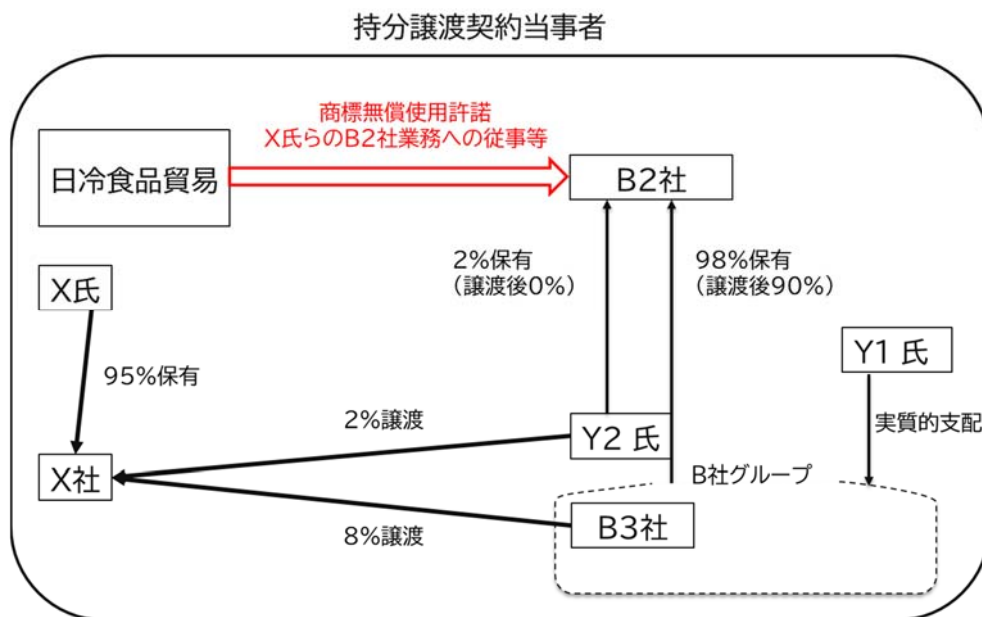 持分譲渡契約当事者
商標無償使用許諾
X氏らのB2社業務への従事等
日冷食品貿易
B2社
2%保有
(譲渡後0%)
98%保有
(譲渡後90%)
X氏
Y1 氏
95%保有
2%譲渡
Y2 氏
実質的支配
X社
B社グループ
B3社
8%譲渡